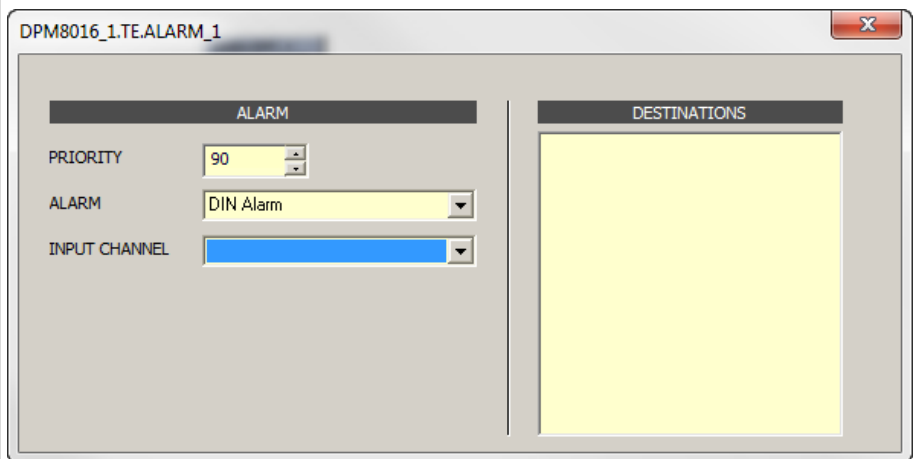 DPM8016_1.TE.ALARM_1
ALARM
PRIORITY 90
ALARM DIN Alarm
INPUT CHANNEL
DESTINATIONS